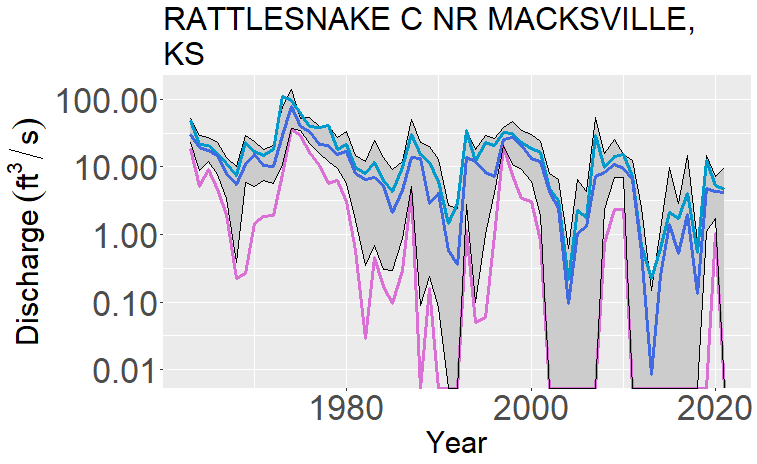 RATTLESNAKE C NR MACKSVILLE,
KS
Discharge (ft³/s)
100.00
10.00
1.00
0.10
0.01
1980
2000
2020
Year